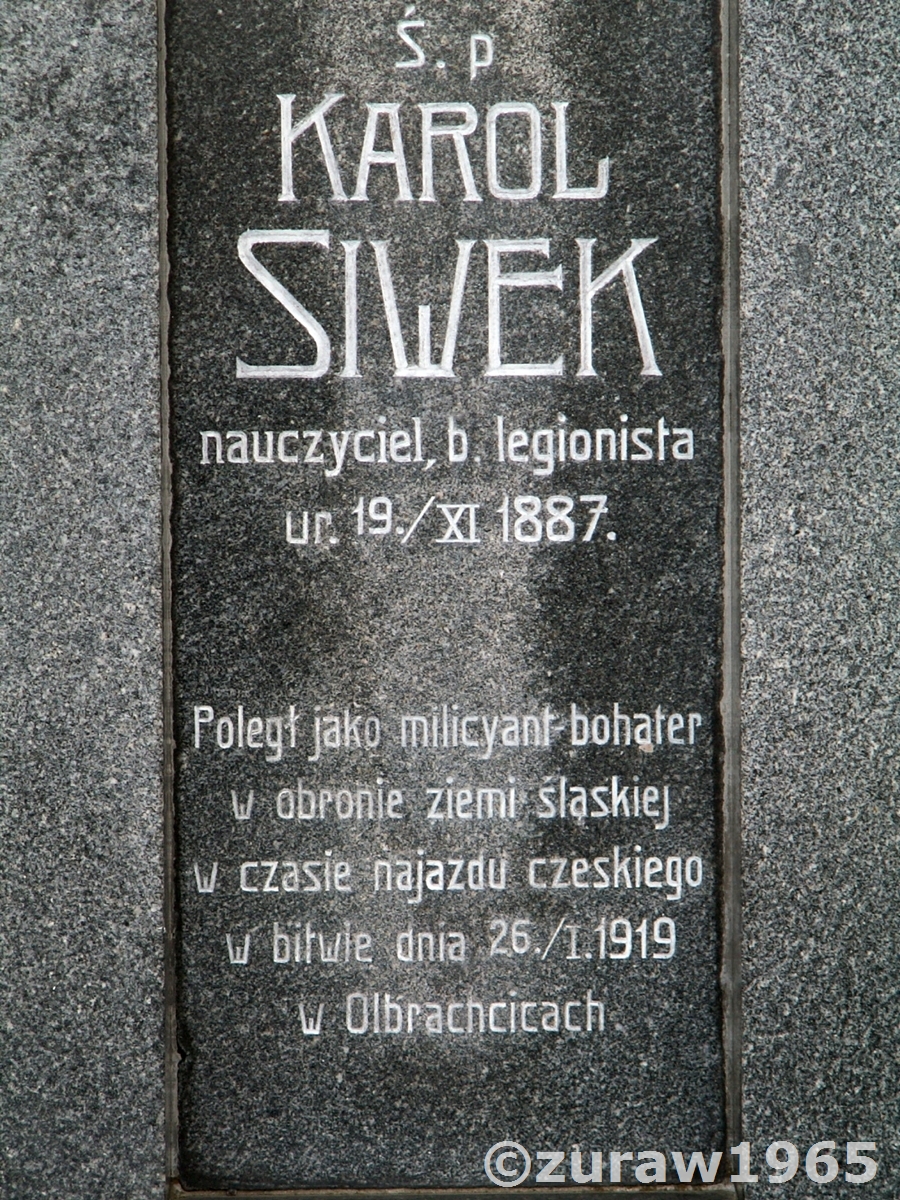 Ś. p
KAROL
SIWEK
nauczyciel, b. legionista
ur. 19./XI 1887.
Poległ jako milicyant-bohater
w obronie ziemi śląskiej
w czasie najazdu czeskiego
w bitwie dnia 26./I.1919
w Olbrachcicach
©zuraw1965